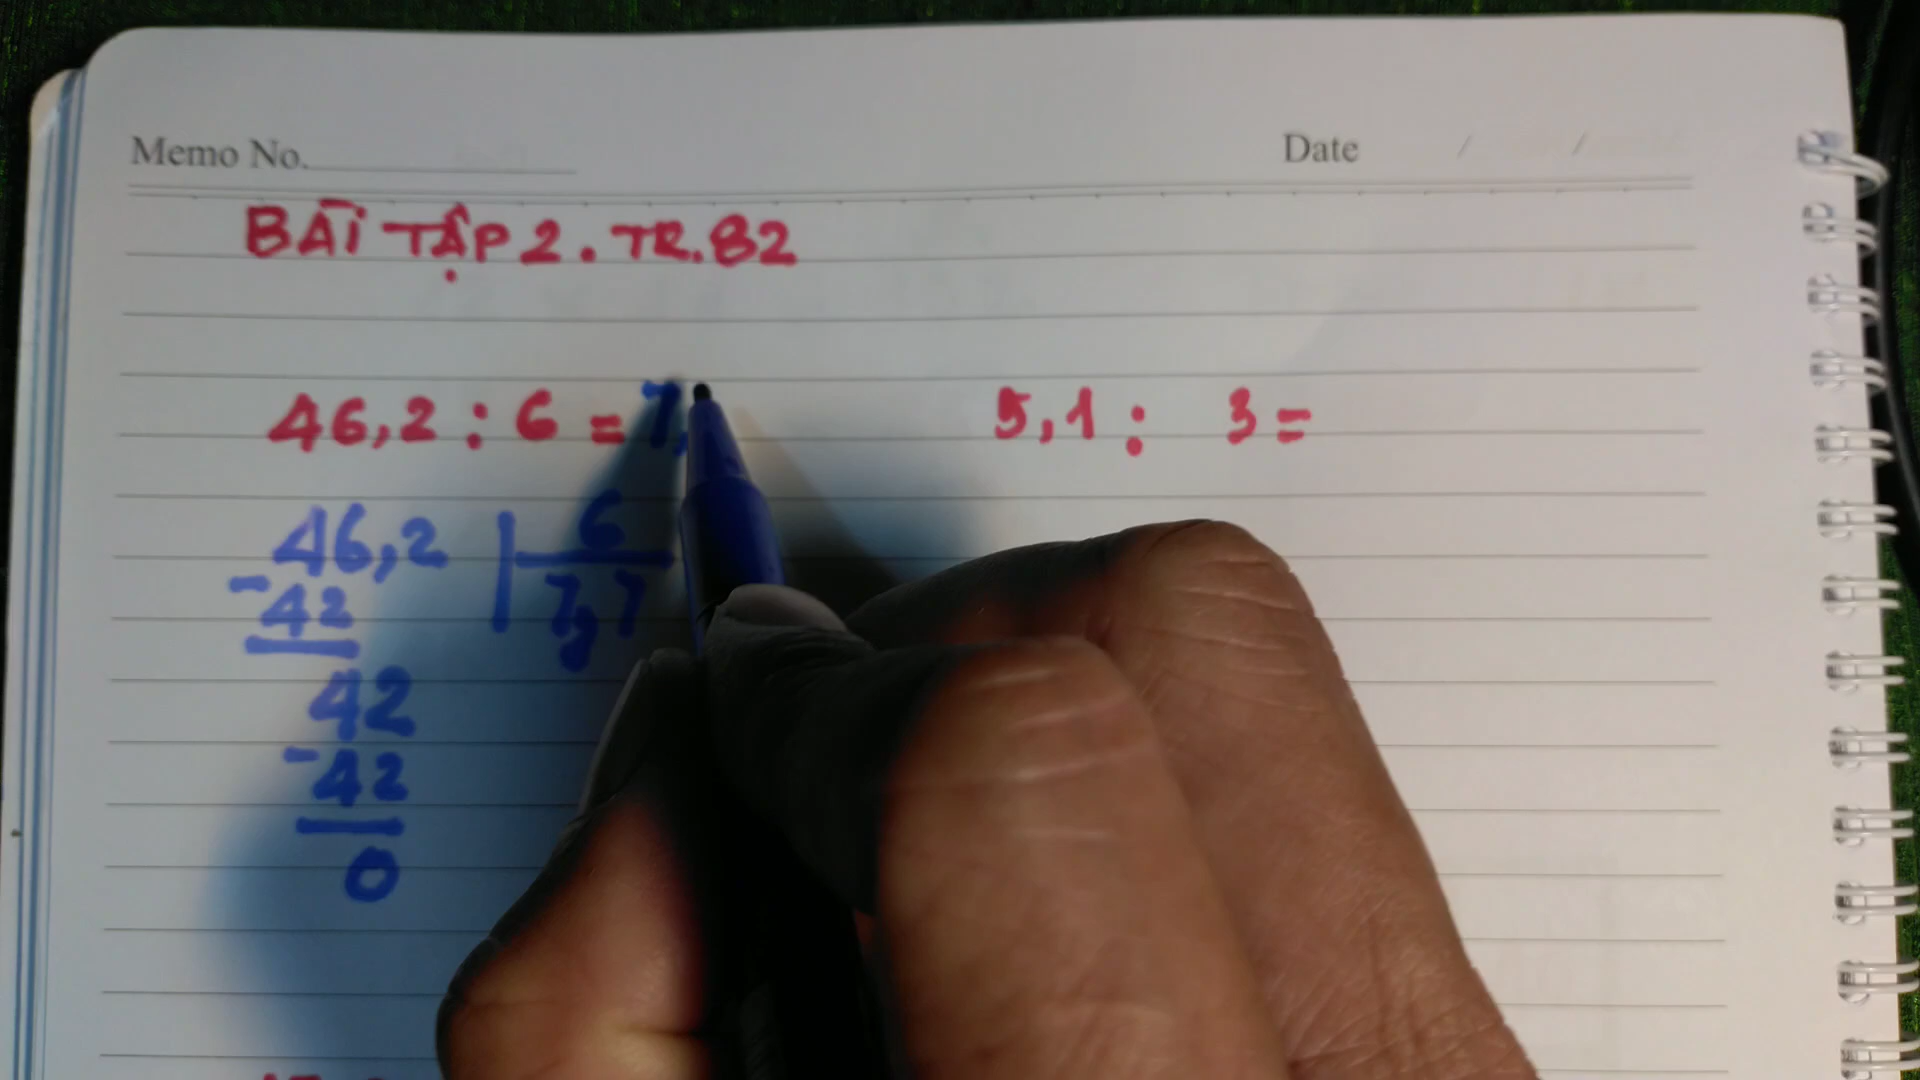 Memo No. Date / /
BÀI TẬP 2. TR.82
46,2 : 6 = 7, 5,1 : 3 =
46,2 6
-42 7,7
42
-42
0